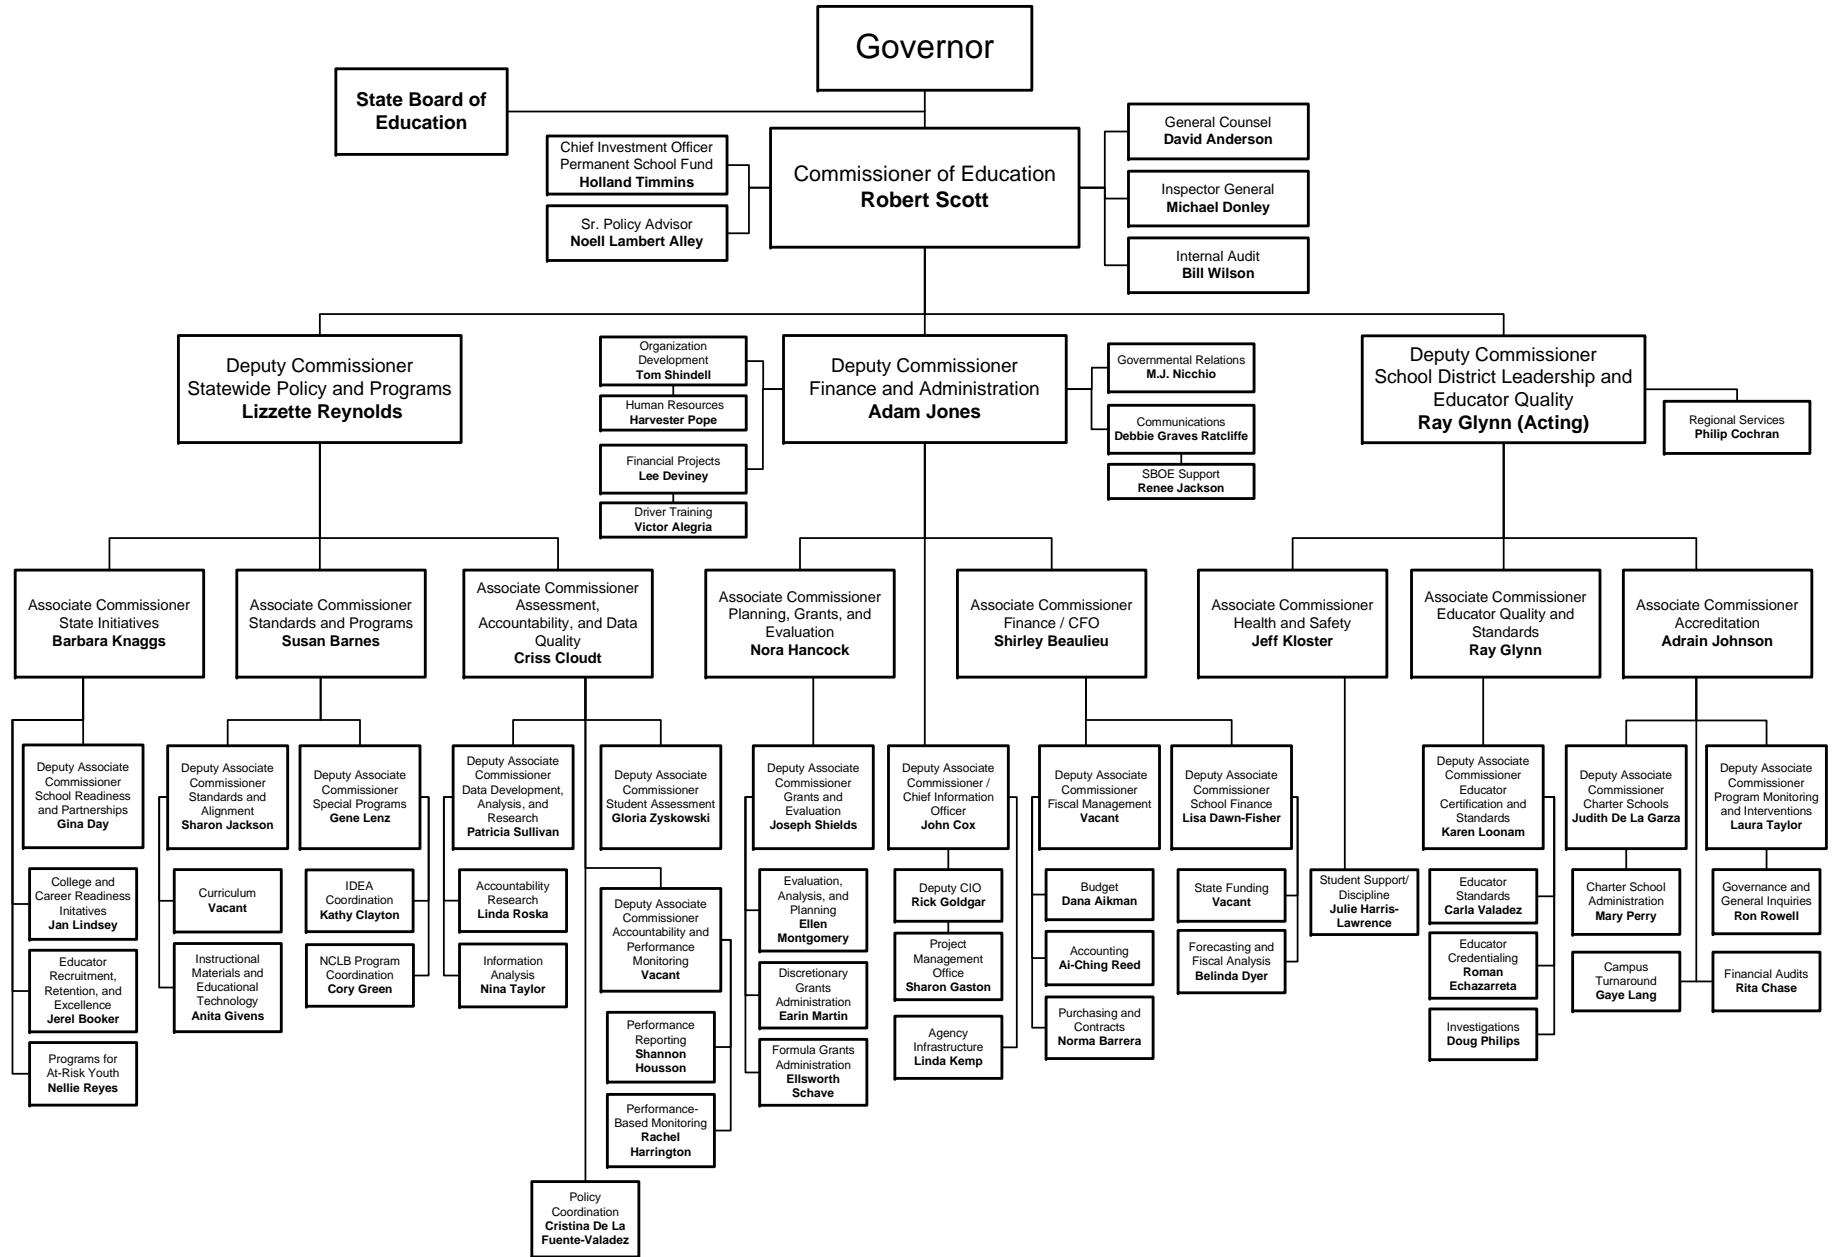 Governor
State Board of
Education
Chief Investment Officer
Permanent School Fund
Holland Timmins
Sr. Policy Advisor
Noell Lambert Alley
Commissioner of Education
Robert Scott
General Counsel
David Anderson
Inspector General
Michael Donley
Internal Audit
Bill Wilson
Deputy Commissioner
Statewide Policy and Programs
Lizzette Reynolds
Organization
Development
Tom Shindell
Human Resources
Harvester Pope
Financial Projects
Lee Deviney
Driver Training
Victor Alegria
Deputy Commissioner
Finance and Administration
Adam Jones
Governmental Relations
M.J. Nicchio
Communications
Debbie Graves Ratcliffe
SBOE Support
Renee Jackson
Deputy Commissioner
School District Leadership and
Educator Quality
Ray Glynn (Acting)
Regional Services
Philip Cochran
Associate Commissioner
State Initiatives
Barbara Knaggs
Associate Commissioner
Standards and Programs
Susan Barnes
Associate Commissioner
Assessment,
Accountability, and Data
Quality
Criss Cloudt
Associate Commissioner
Planning, Grants, and
Evaluation
Nora Hancock
Associate Commissioner
Finance / CFO
Shirley Beaulieu
Associate Commissioner
Health and Safety
Jeff Kloster
Associate Commissioner
Educator Quality and
Standards
Ray Glynn
Associate Commissioner
Accreditation
Adrain Johnson
Deputy Associate
Commissioner
School Readiness
and Partnerships
Gina Day
Deputy Associate
Commissioner
Standards and
Alignment
Sharon Jackson
Deputy Associate
Commissioner
Special Programs
Gene Lenz
Deputy Associate
Commissioner
Data Development,
Analysis, and
Research
Patricia Sullivan
Deputy Associate
Commissioner
Student Assessment
Gloria Zyskowski
Deputy Associate
Commissioner
Grants and
Evaluation
Joseph Shields
Deputy Associate
Commissioner /
Chief Information
Officer
John Cox
Deputy Associate
Commissioner
Fiscal Management
Vacant
Deputy Associate
Commissioner
School Finance
Lisa Dawn-Fisher
Deputy Associate
Commissioner
Educator
Certification and
Standards
Karen Loonam
Deputy Associate
Commissioner
Charter Schools
Judith De La Garza
Deputy Associate
Commissioner
Program Monitoring
and Interventions
Laura Taylor
College and
Career Readiness
Initatives
Jan Lindsey
Educator
Recruitment,
Retention, and
Excellence
Jerel Booker
Programs for
At-Risk Youth
Nellie Reyes
Curriculum
Vacant
Instructional
Materials and
Educational
Technology
Anita Givens
IDEA
Coordination
Kathy Clayton
NCLB Program
Coordination
Cory Green
Accountability
Research
Linda Roska
Information
Analysis
Nina Taylor
Deputy Associate
Commissioner
Accountability and
Performance
Monitoring
Vacant
Performance
Reporting
Shannon
Housson
Performance-
Based Monitoring
Rachel
Harrington
Policy
Coordination
Cristina De La
Fuente-Valadez
Evaluation,
Analysis, and
Planning
Ellen
Montgomery
Discretionary
Grants
Administration
Earin Martin
Formula Grants
Administration
Ellsworth
Schave
Deputy CIO
Rick Goldgar
Project
Management
Office
Sharon Gaston
Agency
Infrastructure
Linda Kemp
Budget
Dana Aikman
Accounting
Ai-Ching Reed
Purchasing and
Contracts
Norma Barrera
State Funding
Vacant
Forecasting and
Fiscal Analysis
Belinda Dyer
Student Support/
Discipline
Julie Harris-
Lawrence
Educator
Standards
Carla Valadez
Educator
Credentialing
Roman
Echazarreta
Investigations
Doug Philips
Charter School
Administration
Mary Perry
Campus
Turnaround
Gaye Lang
Governance and
General Inquiries
Ron Rowell
Financial Audits
Rita Chase